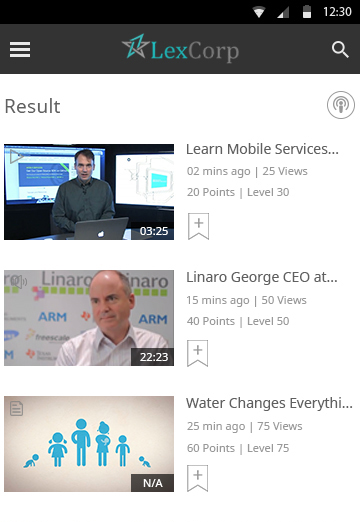 12:30
LexCorp
Result
Learn Mobile Services...
02 mins ago | 25 Views
20 Points | Level 30
03:25
Linaro George CEO at...
15 mins ago | 50 Views
40 Points | Level 50
Linaro
inaro
ARM
ARM
freescale
22:23
Water Changes Everythi...
25 min ago | 75 Views
60 Points | Level 75
N/A